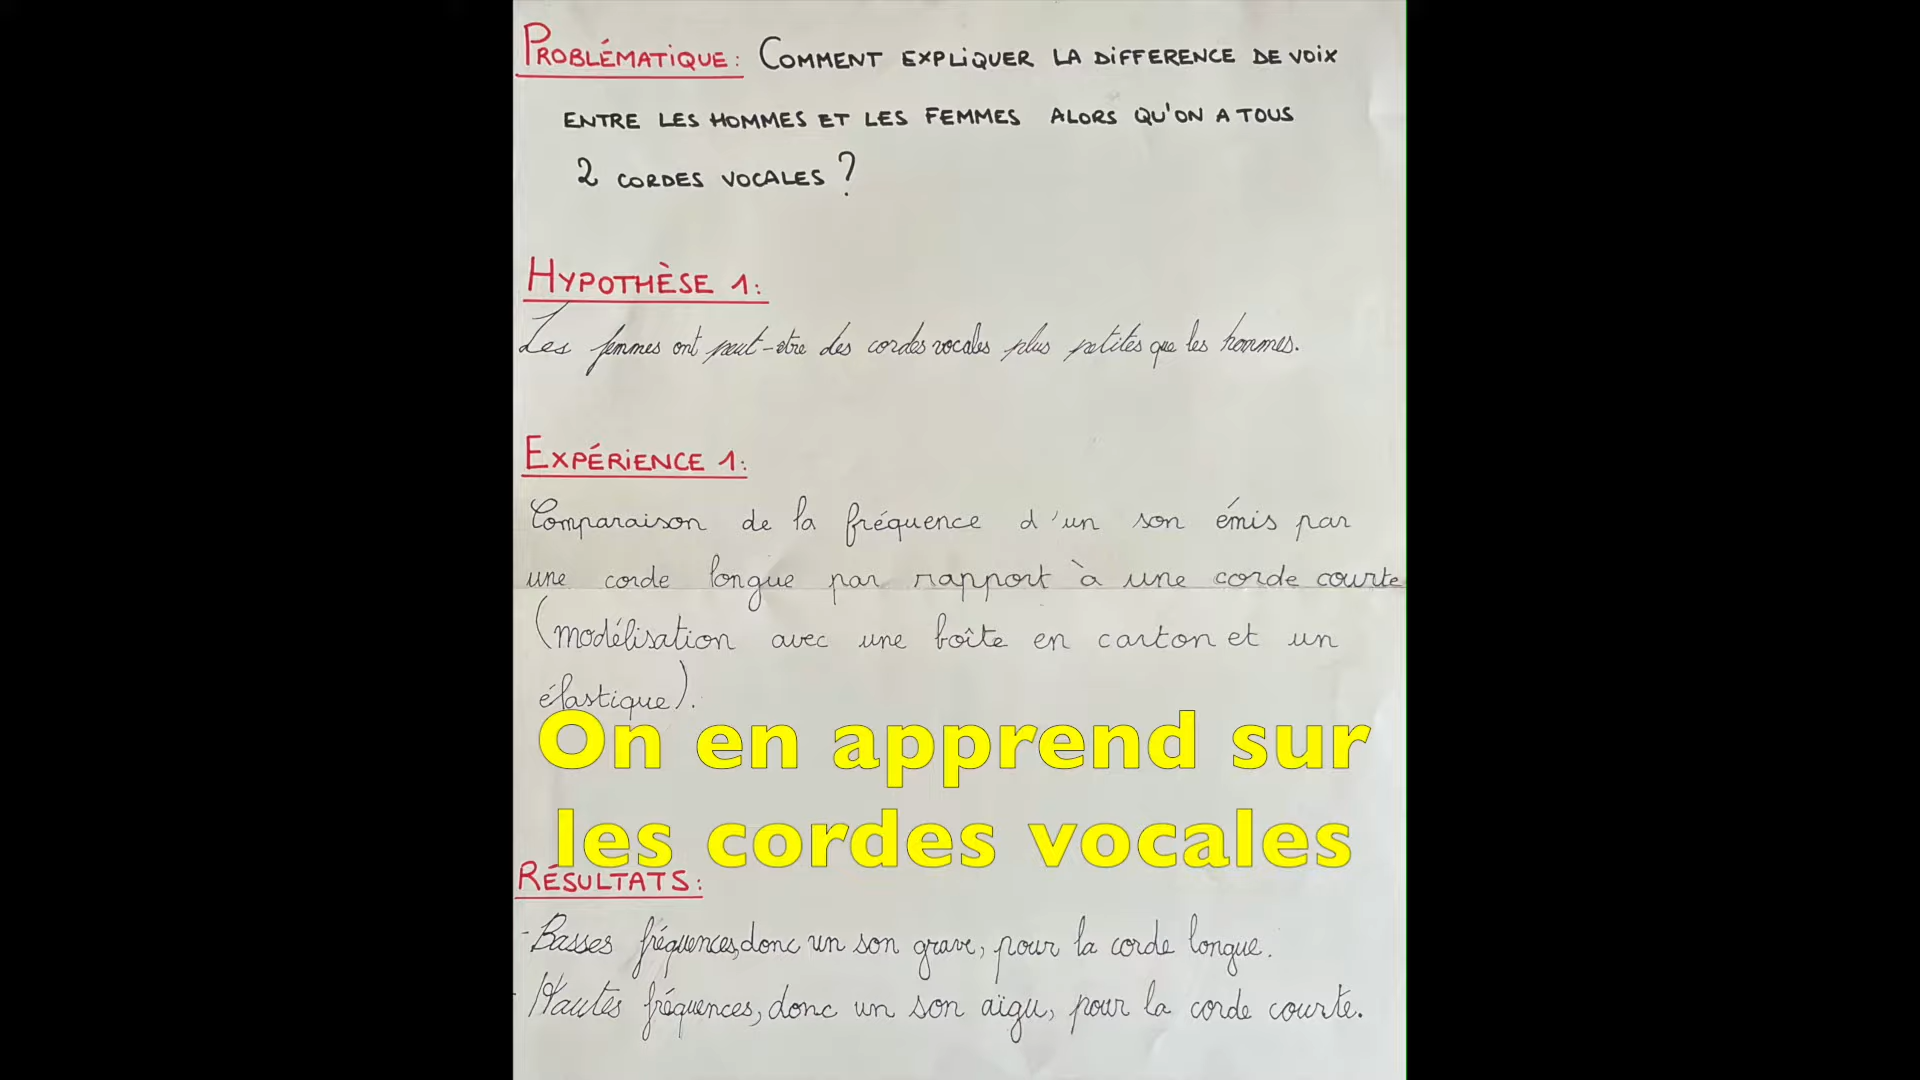 PROBLÉMATIQUE : COMMENT EXPLIQUER LA DIFFERENCE DE VOIX
ENTRE LES HOMMES ET LES FEMMES ALORS QU'ON A TOUS
2 CORDES VOCALES ?
HYPOTHÈSE 1 :
Les femmes ont peut-etre des cordes vocales plus petites que les hommes.
EXPÉRIENCE 1 :
Comparaison de la fréquence d'un son émis par
une corde longue par rapport à une corde courte
(modélisation avec une boîte en carton et un
élastique).
On en apprend sur
les cordes vocales
RÉSULTATS :
- Basses fréquences, donc un son grave, pour la corde longue.
- Hautes fréquences, donc un son aïgu, pour la corde courte.